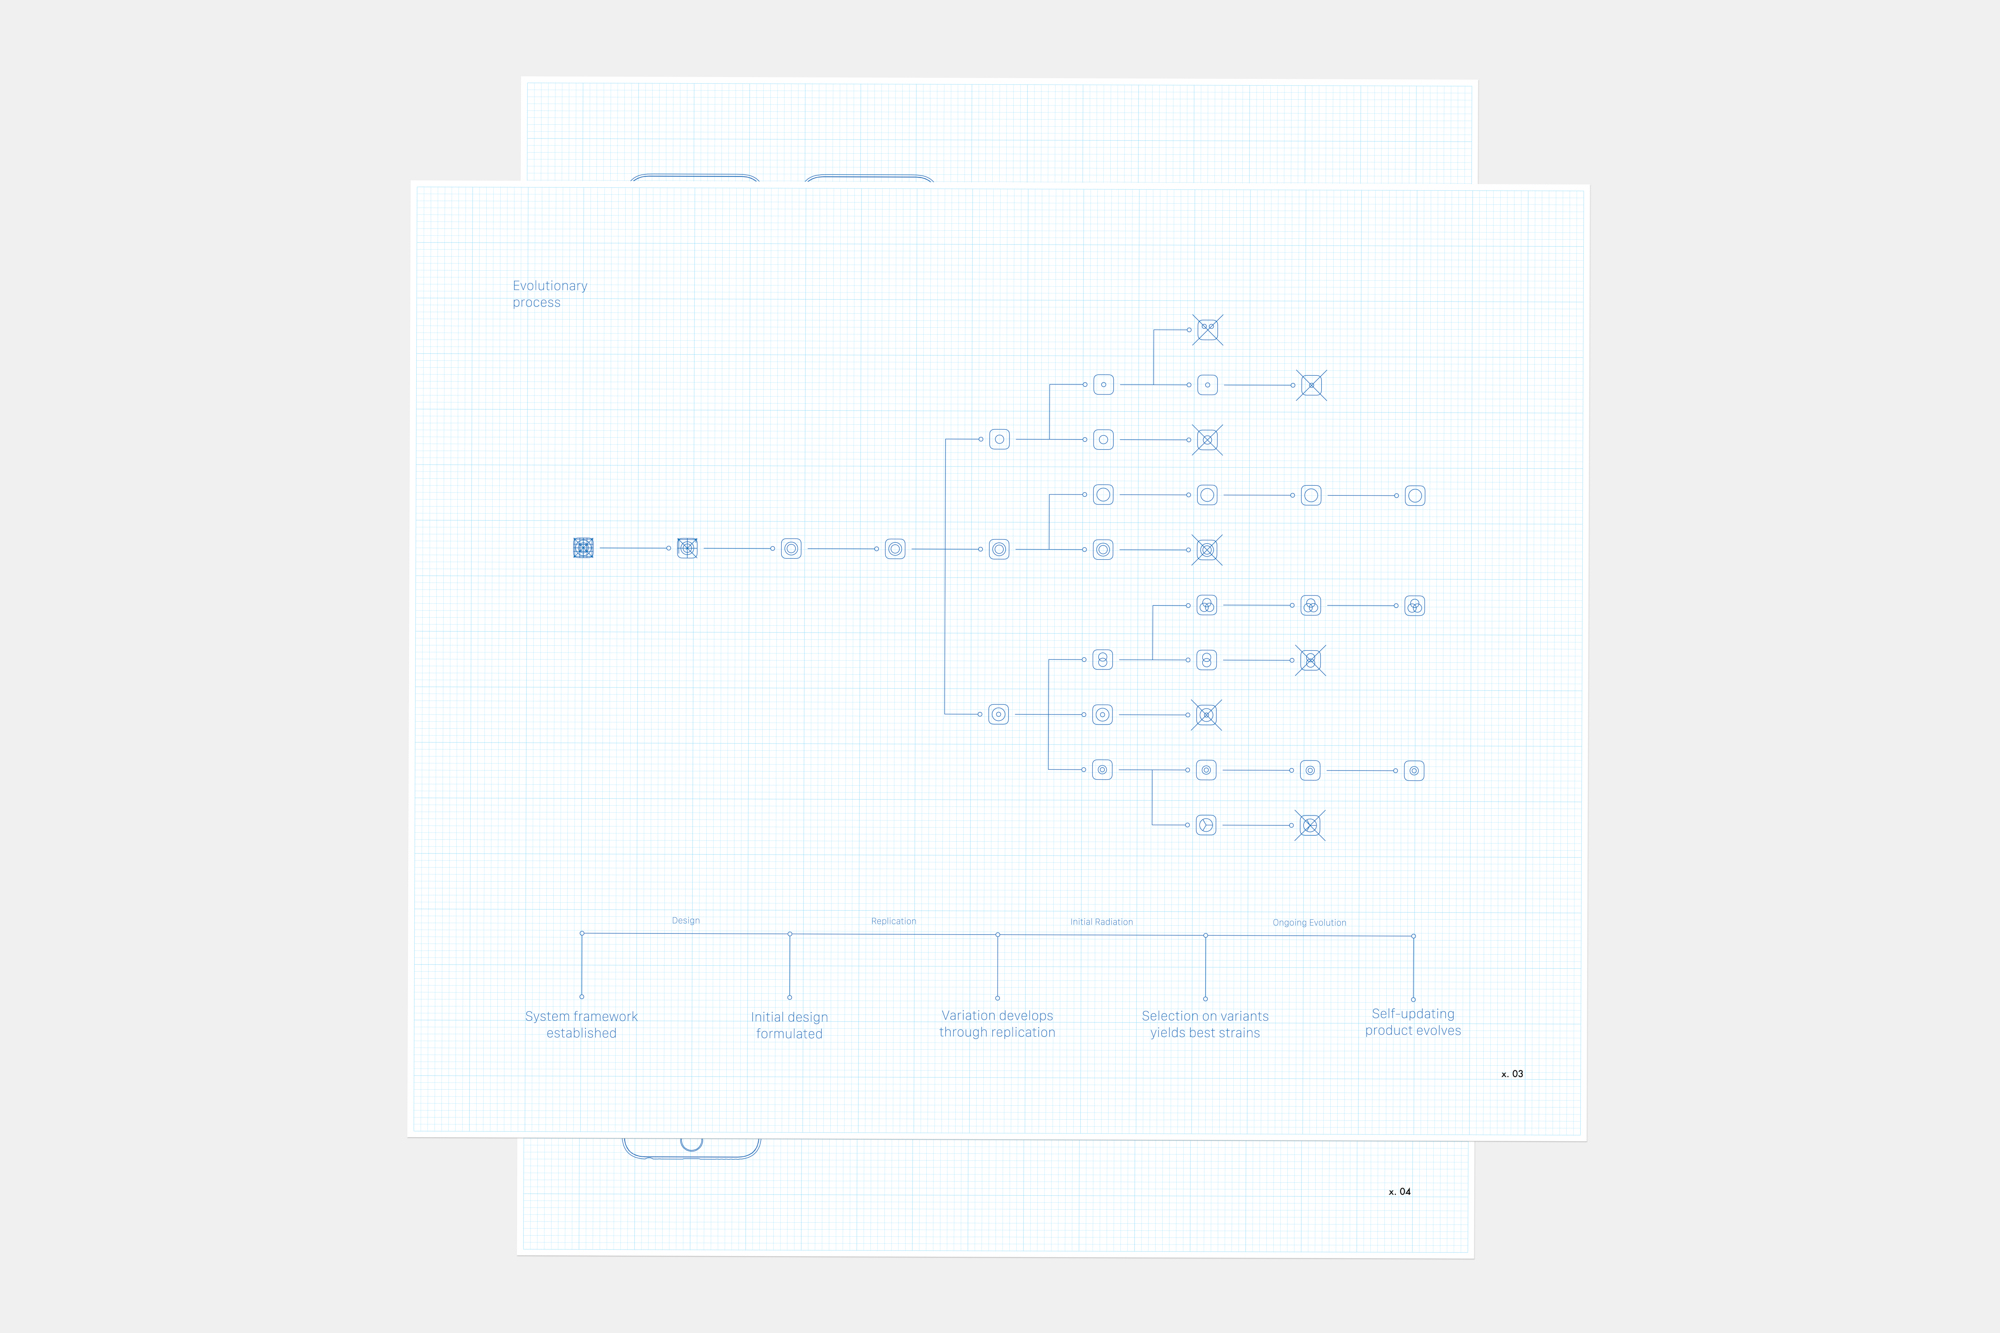 Evolutionary
process
Design
Replication
Initial Radiation
Ongoing Evolution
System framework
established
Initial design
formulated
Variation develops
through replication
Selection on variants
yields best strains
Self-updating
product evolves
x. 03
x. 04